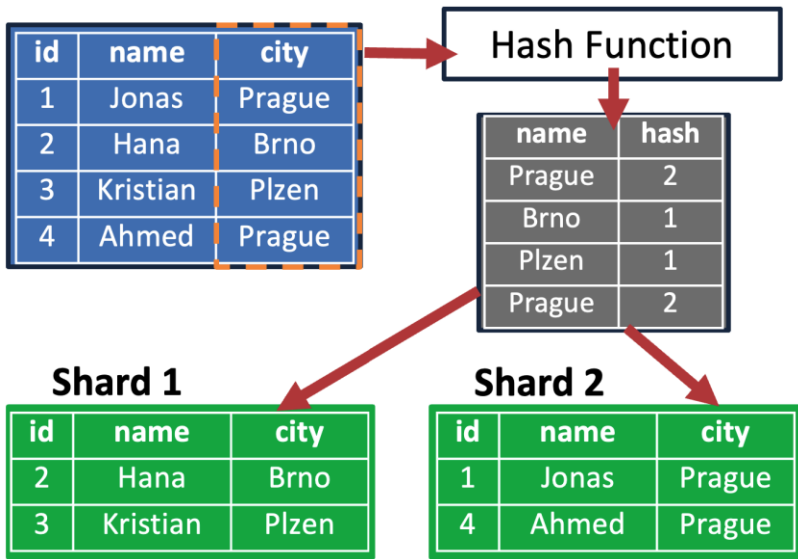 id name city
1 Jonas Prague
2 Hana Brno
3 Kristian Plzen
4 Ahmed Prague
Hash Function
name hash
Prague 2
Brno 1
Plzen 1
Prague 2
Shard 1
id name city
2 Hana Brno
3 Kristian Plzen
Shard 2
id name city
1 Jonas Prague
4 Ahmed Prague